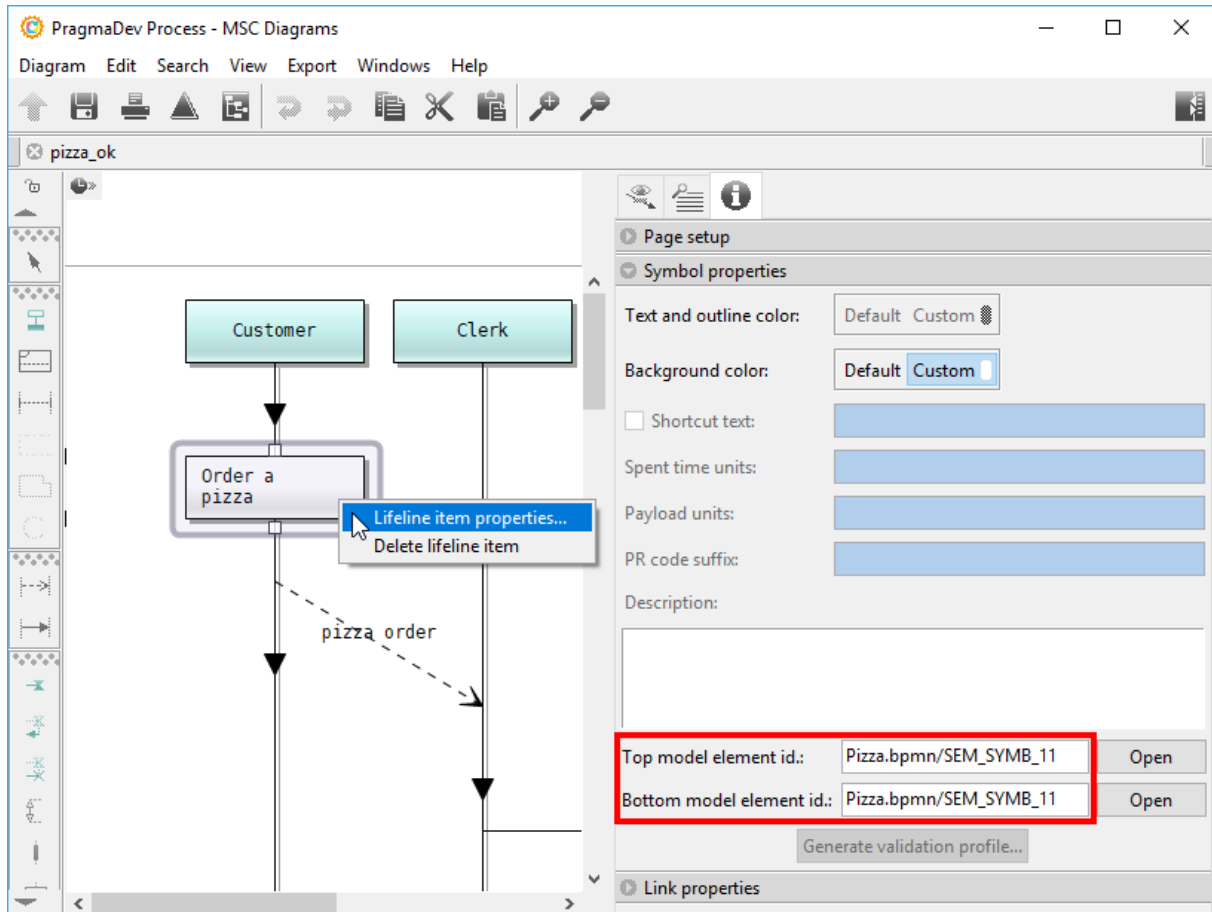 PragmaDev Process - MSC Diagrams
Diagram Edit Search View Export Windows Help
pizza_ok
Page setup
Symbol properties
Text and outline color: Default Custom
Background color: Default Custom
Shortcut text:
Spent time units:
Payload units:
PR code suffix:
Description:
Top model element id.: Pizza.bpmn/SEM_SYMB_11 Open
Bottom model element id.: Pizza.bpmn/SEM_SYMB_11 Open
Generate validation profile...
Link properties
Customer
Clerk
Order a
pizza
Lifeline item properties...
Delete lifeline item
pizza order